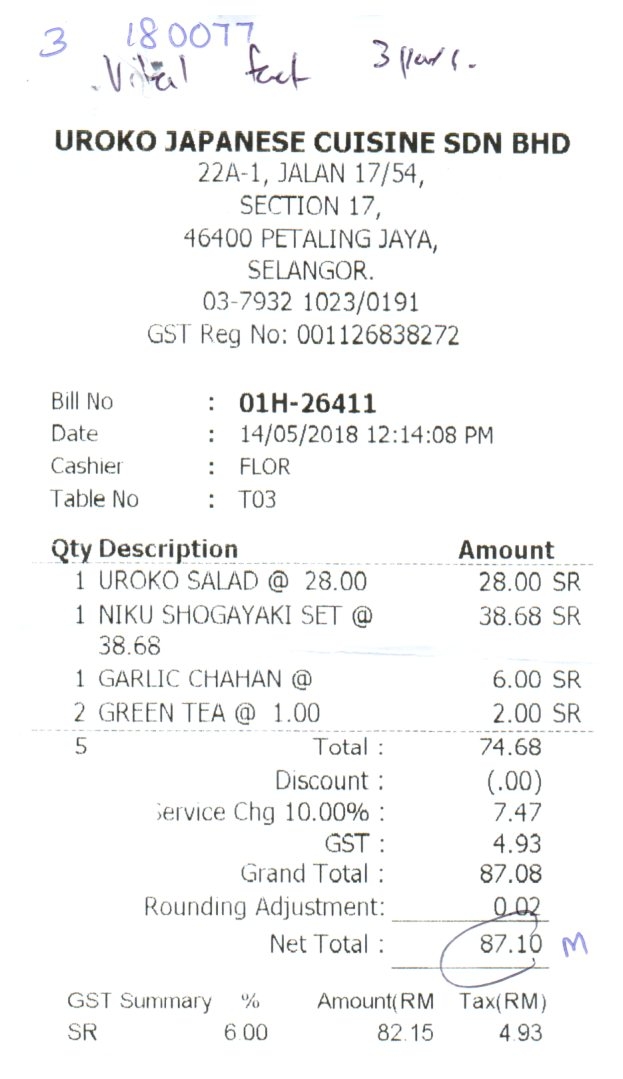 3 180077
Vital fact 3 pars.
UROKO JAPANESE CUISINE SDN BHD
22A-1, JALAN 17/54,
SECTION 17,
46400 PETALING JAYA,
SELANGOR.
03-7932 1023/0191
GST Reg No: 001126838272
Bill No : 01H-26411
Date : 14/05/2018 12:14:08 PM
Cashier : FLOR
Table No : T03
Qty Description Amount
1 UROKO SALAD @ 28.00 28.00 SR
1 NIKU SHOGAYAKI SET @ 38.68 SR
38.68
1 GARLIC CHAHAN @ 6.00 SR
2 GREEN TEA @ 1.00 2.00 SR
5 Total : 74.68
Discount : (.00)
Service Chg 10.00% : 7.47
GST : 4.93
Grand Total : 87.08
Rounding Adjustment: 0.02
Net Total : 87.10 M
GST Summary % Amount(RM Tax(RM)
SR 6.00 82.15 4.93